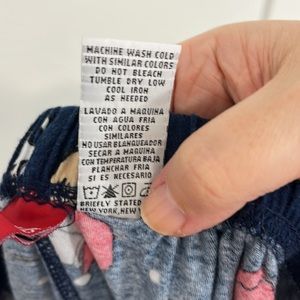 MACHINE WASH COLD
WITH SIMILAR COLORS
DO NOT BLEACH
TUMBLE DRY LOW
COOL IRON
AS NEEDED
LAVADO A MAQUINA
CON AGUA FRIA
CON COLORES
SIMILARES
NO USAR BLANQUEADOR
SECAR A MAQUINA
CON TEMPERATURA BAJA
PLANCHAR FRIA
SI ES NECESARIO
BRIEFLY STATED
NEW YORK, NEW